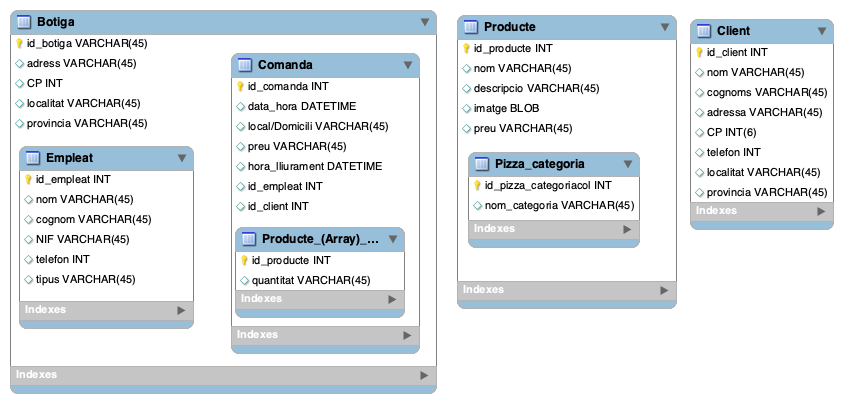 Botiga
id_botiga VARCHAR(45)
adress VARCHAR(45)
CP INT
localitat VARCHAR(45)
provincia VARCHAR(45)
Empleat
id_empleat INT
nom VARCHAR(45)
cognom VARCHAR(45)
NIF VARCHAR(45)
telefon INT
tipus VARCHAR(45)
Indexes
Comanda
id_comanda INT
data_hora DATETIME
local/Domicili VARCHAR(45)
preu VARCHAR(45)
hora_lliurament DATETIME
id_empleat INT
id_client INT
Producte_(Array)_...
id_producte INT
quantitat VARCHAR(45)
Indexes
Indexes
Indexes
Producte
id_producte INT
nom VARCHAR(45)
descripcio VARCHAR(45)
imatge BLOB
preu VARCHAR(45)
Pizza_categoria
id_pizza_categoriacol INT
nom_categoria VARCHAR(45)
Indexes
Indexes
Client
id_client INT
nom VARCHAR(45)
cognoms VARCHAR(45)
adressa VARCHAR(45)
CP INT(6)
telefon INT
localitat VARCHAR(45)
provincia VARCHAR(45)
Indexes